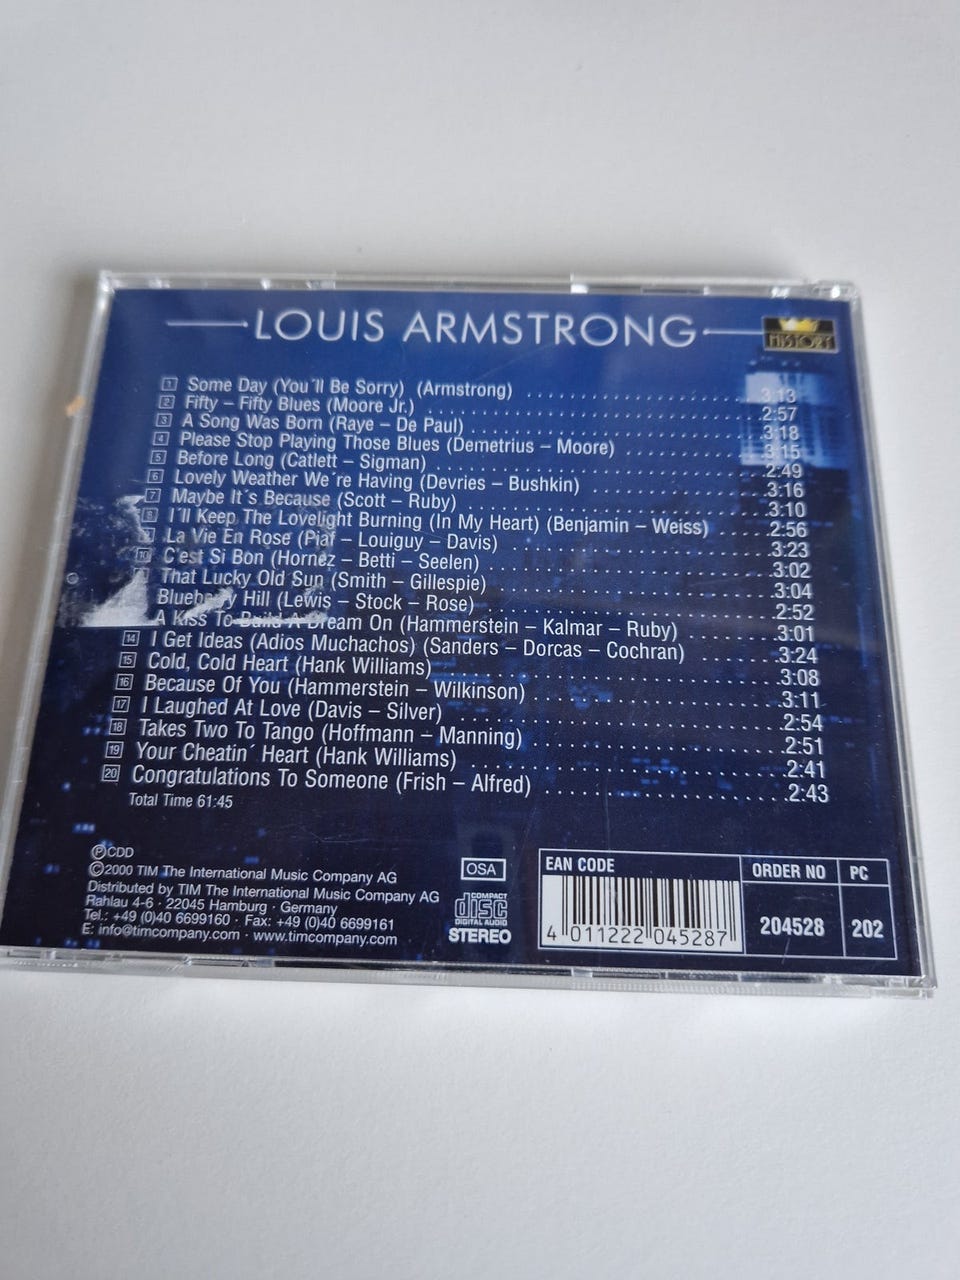 LOUIS ARMSTRONG
HISTORY
1 Some Day (You´ll Be Sorry) (Armstrong) 3:13
2 Fifty – Fifty Blues (Moore Jr.) 2:57
3 A Song Was Born (Raye – De Paul) 3:18
4 Please Stop Playing Those Blues (Demetrius – Moore) 3:15
5 Before Long (Catlett – Sigman) 2:49
6 Lovely Weather We´re Having (Devries – Bushkin) 3:16
7 Maybe It´s Because (Scott – Ruby) 3:10
8 I´ll Keep The Lovelight Burning (In My Heart) (Benjamin – Weiss) 2:56
9 La Vie En Rose (Piaf – Louiguy – Davis) 3:23
10 C'est Si Bon (Hornez – Betti – Seelen) 3:02
That Lucky Old Sun (Smith – Gillespie) 3:04
Blueberry Hill (Lewis – Stock – Rose) 2:52
A Kiss To Build A Dream On (Hammerstein – Kalmar – Ruby) 3:01
14 I Get Ideas (Adios Muchachos) (Sanders – Dorcas – Cochran) 3:24
15 Cold, Cold Heart (Hank Williams) 3:08
16 Because Of You (Hammerstein – Wilkinson) 3:11
17 I Laughed At Love (Davis – Silver) 2:54
18 Takes Two To Tango (Hoffmann – Manning) 2:51
19 Your Cheatin´ Heart (Hank Williams) 2:41
20 Congratulations To Someone (Frish – Alfred) 2:43
Total Time 61:45
℗CDD
©2000 TIM The International Music Company AG
Distributed by TIM The International Music Company AG
Rahlau 4-6 · 22045 Hamburg · Germany
Tel.: +49 (0)40 6699160 · Fax: +49 (0)40 6699161
E: info@timcompany.com · www.timcompany.com
OSA
COMPACT
disc
DIGITAL AUDIO
STEREO
EAN CODE
4 011222 045287
ORDER NO
204528
PC
202